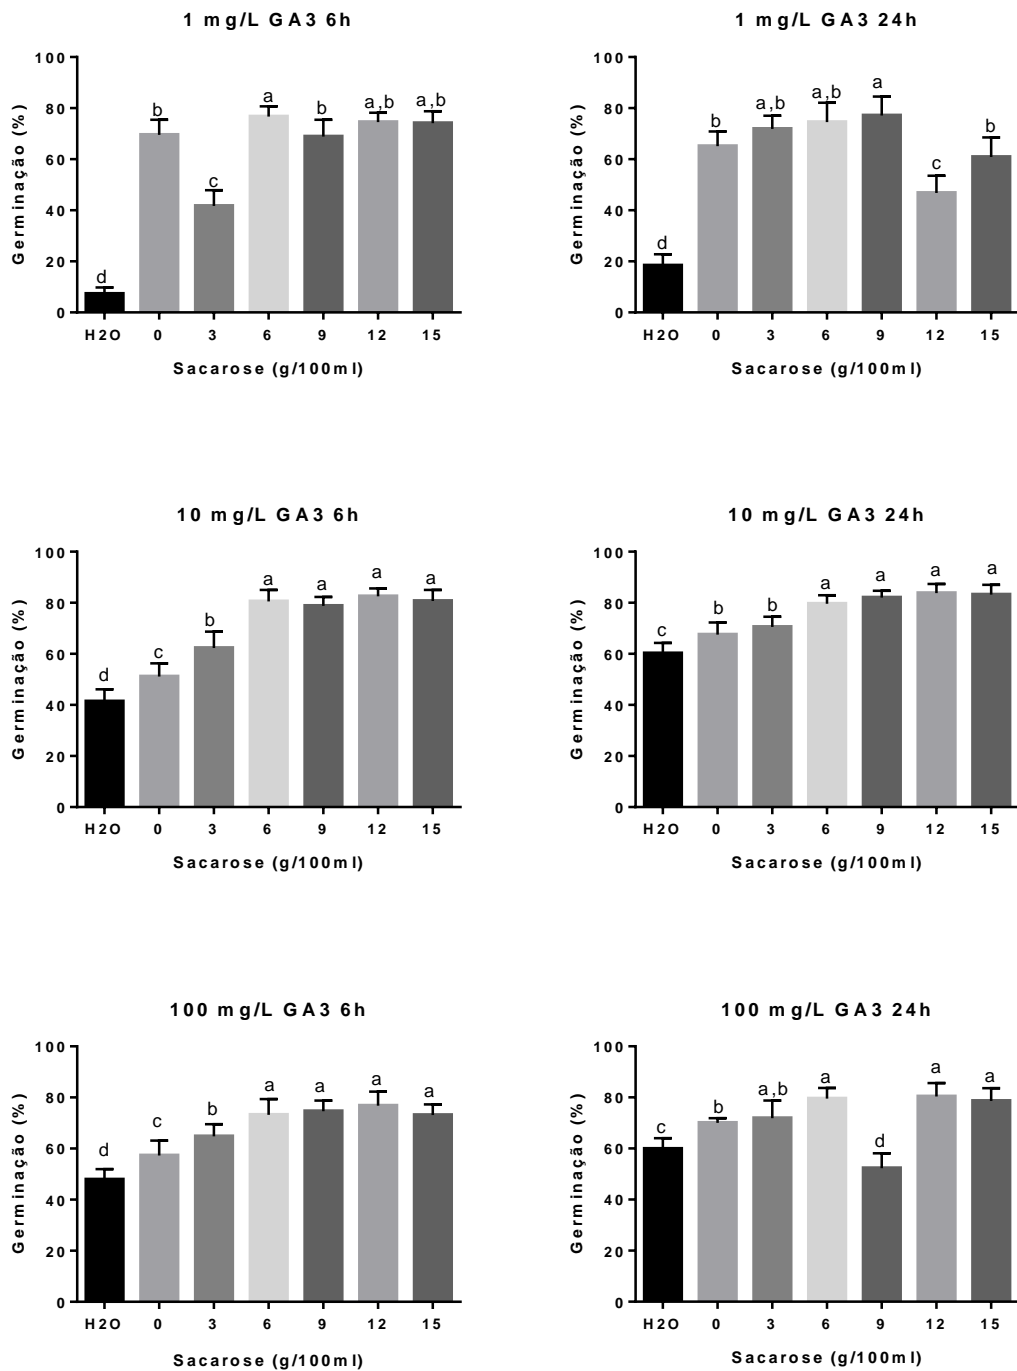 1 mg/L GA3 6h
Germinação (%)
100
80
60
40
20
0
d
b
c
a
b
a,b
a,b
H2O 0 3 6 9 12 15
Sacarose (g/100ml)
1 mg/L GA3 24h
Germinação (%)
100
80
60
40
20
0
d
b
a,b
a,b
a
c
b
H2O 0 3 6 9 12 15
Sacarose (g/100ml)
10 mg/L GA3 6h
Germinação (%)
100
80
60
40
20
0
d
c
b
a
a
a
a
H2O 0 3 6 9 12 15
Sacarose (g/100ml)
10 mg/L GA3 24h
Germinação (%)
100
80
60
40
20
0
c
b
b
a
a
a
a
H2O 0 3 6 9 12 15
Sacarose (g/100ml)
100 mg/L GA3 6h
Germinação (%)
100
80
60
40
20
0
d
c
b
a
a
a
a
H2O 0 3 6 9 12 15
Sacarose (g/100ml)
100 mg/L GA3 24h
Germinação (%)
100
80
60
40
20
0
c
b
a,b
a
d
a
a
H2O 0 3 6 9 12 15
Sacarose (g/100ml)